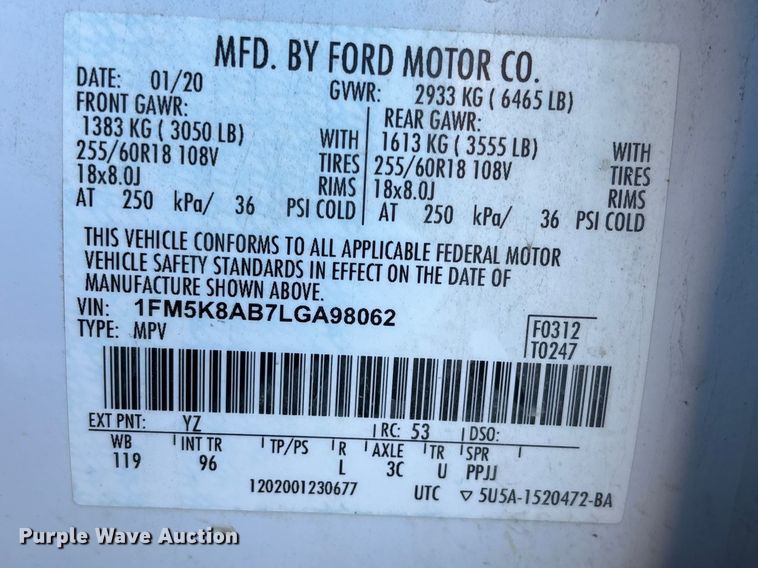 MFD. BY FORD MOTOR CO.
DATE: 01/20 GVWR: 2933 KG ( 6465 LB)
FRONT GAWR: REAR GAWR:
1383 KG ( 3050 LB) WITH 1613 KG ( 3555 LB) WITH
255/60R18 108V TIRES 255/60R18 108V TIRES
18x8.0J RIMS 18x8.0J RIMS
AT 250 kPa/ 36 PSI COLD AT 250 kPa/ 36 PSI COLD
THIS VEHICLE CONFORMS TO ALL APPLICABLE FEDERAL MOTOR
VEHICLE SAFETY STANDARDS IN EFFECT ON THE DATE OF
MANUFACTURE SHOWN ABOVE.
VIN: 1FM5K8AB7LGA98062
TYPE: MPV F0312
T0247
EXT PNT: YZ RC: 53 DSO:
WB INT TR TP/PS R AXLE TR SPR
119 96 L 3C U PPJJ
1202001230677 UTC ▽ 5U5A-1520472-BA
Purple Wave Auction